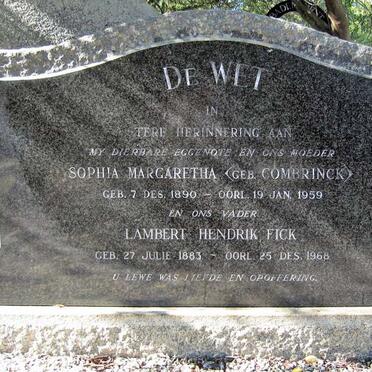 DE WET
IN
TERE HERINNERING AAN
MY DIERBARE EGGENOTE EN ONS MOEDER
SOPHIA MARGARETHA (GEB. COMBRINCK)
GEB. 7 DES. 1890 – OORL. 19 JAN. 1959
EN ONS VADER
LAMBERT HENDRIK FICK
GEB. 27 JULIE 1883 – OORL. 25 DES. 1968
U LEWE WAS LIEFDE EN OPOFFERING.